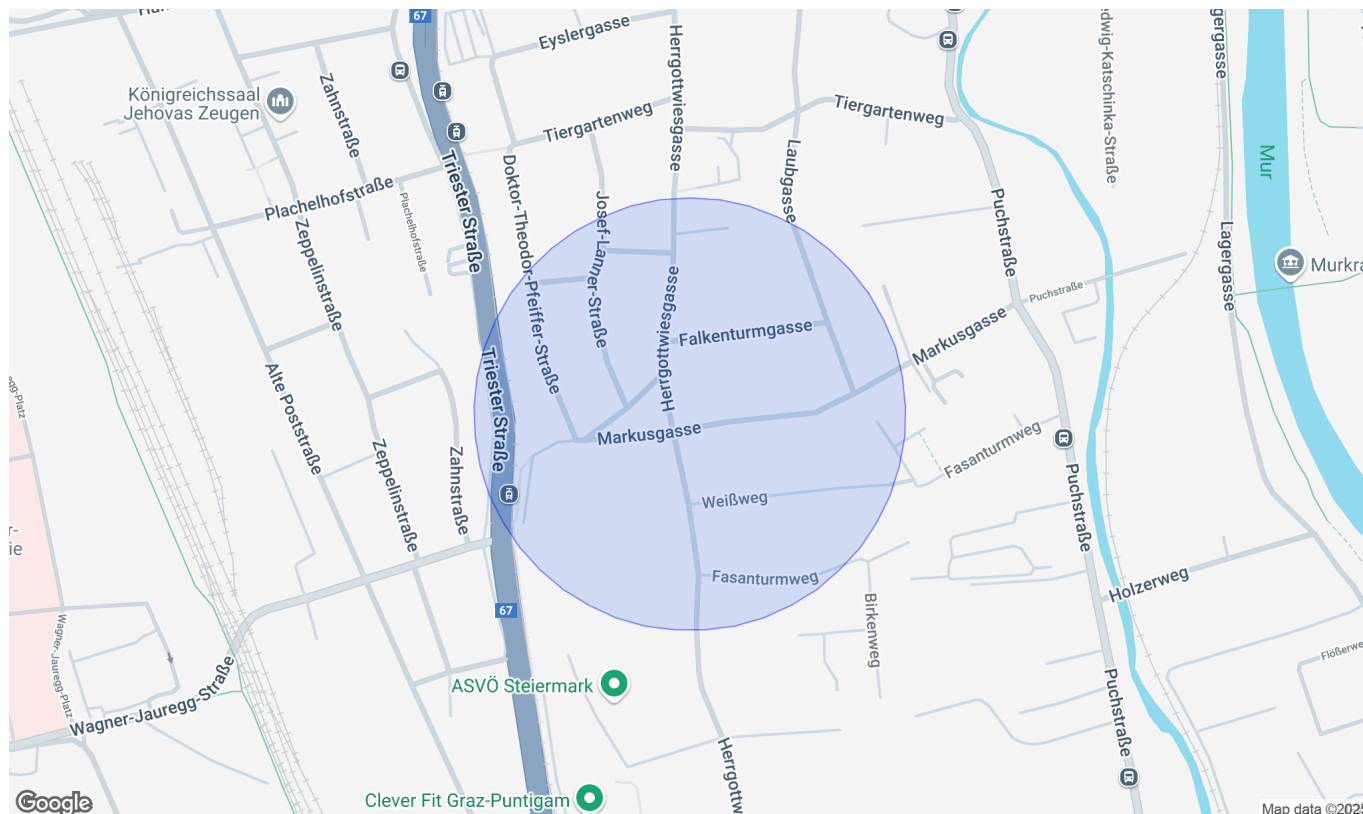 67
Eyslergasse
Herrgottwiesgasse
Königreichssaal
Jehovas Zeugen
Zahnstraße
Tiergartenweg
Tiergartenweg
Triester Straße
Plachelhofstraße
Plachelhofstraße
Doktor-Theodor-Pfeiffer-Straße
Josef-Lanner-Straße
Laubgasse
Puchstraße
Mur
Lagergasse
Zeppelinstraße
Herrgottwiesgasse
Puchstraße
Falkenturmgasse
Markusgasse
Triester Straße
Alte Poststraße
Markusgasse
Zeppelinstraße
Zahnstraße
Fasanturmweg
Weißweg
Puchstraße
Fasanturmweg
Holzerweg
67
Birkenweg
Wagner-Jauregg-Platz
Wagner-Jauregg-Straße
ASVÖ Steiermark
Puchstraße
Herrgottw
Clever Fit Graz-Puntigam
Google
Map data ©2025